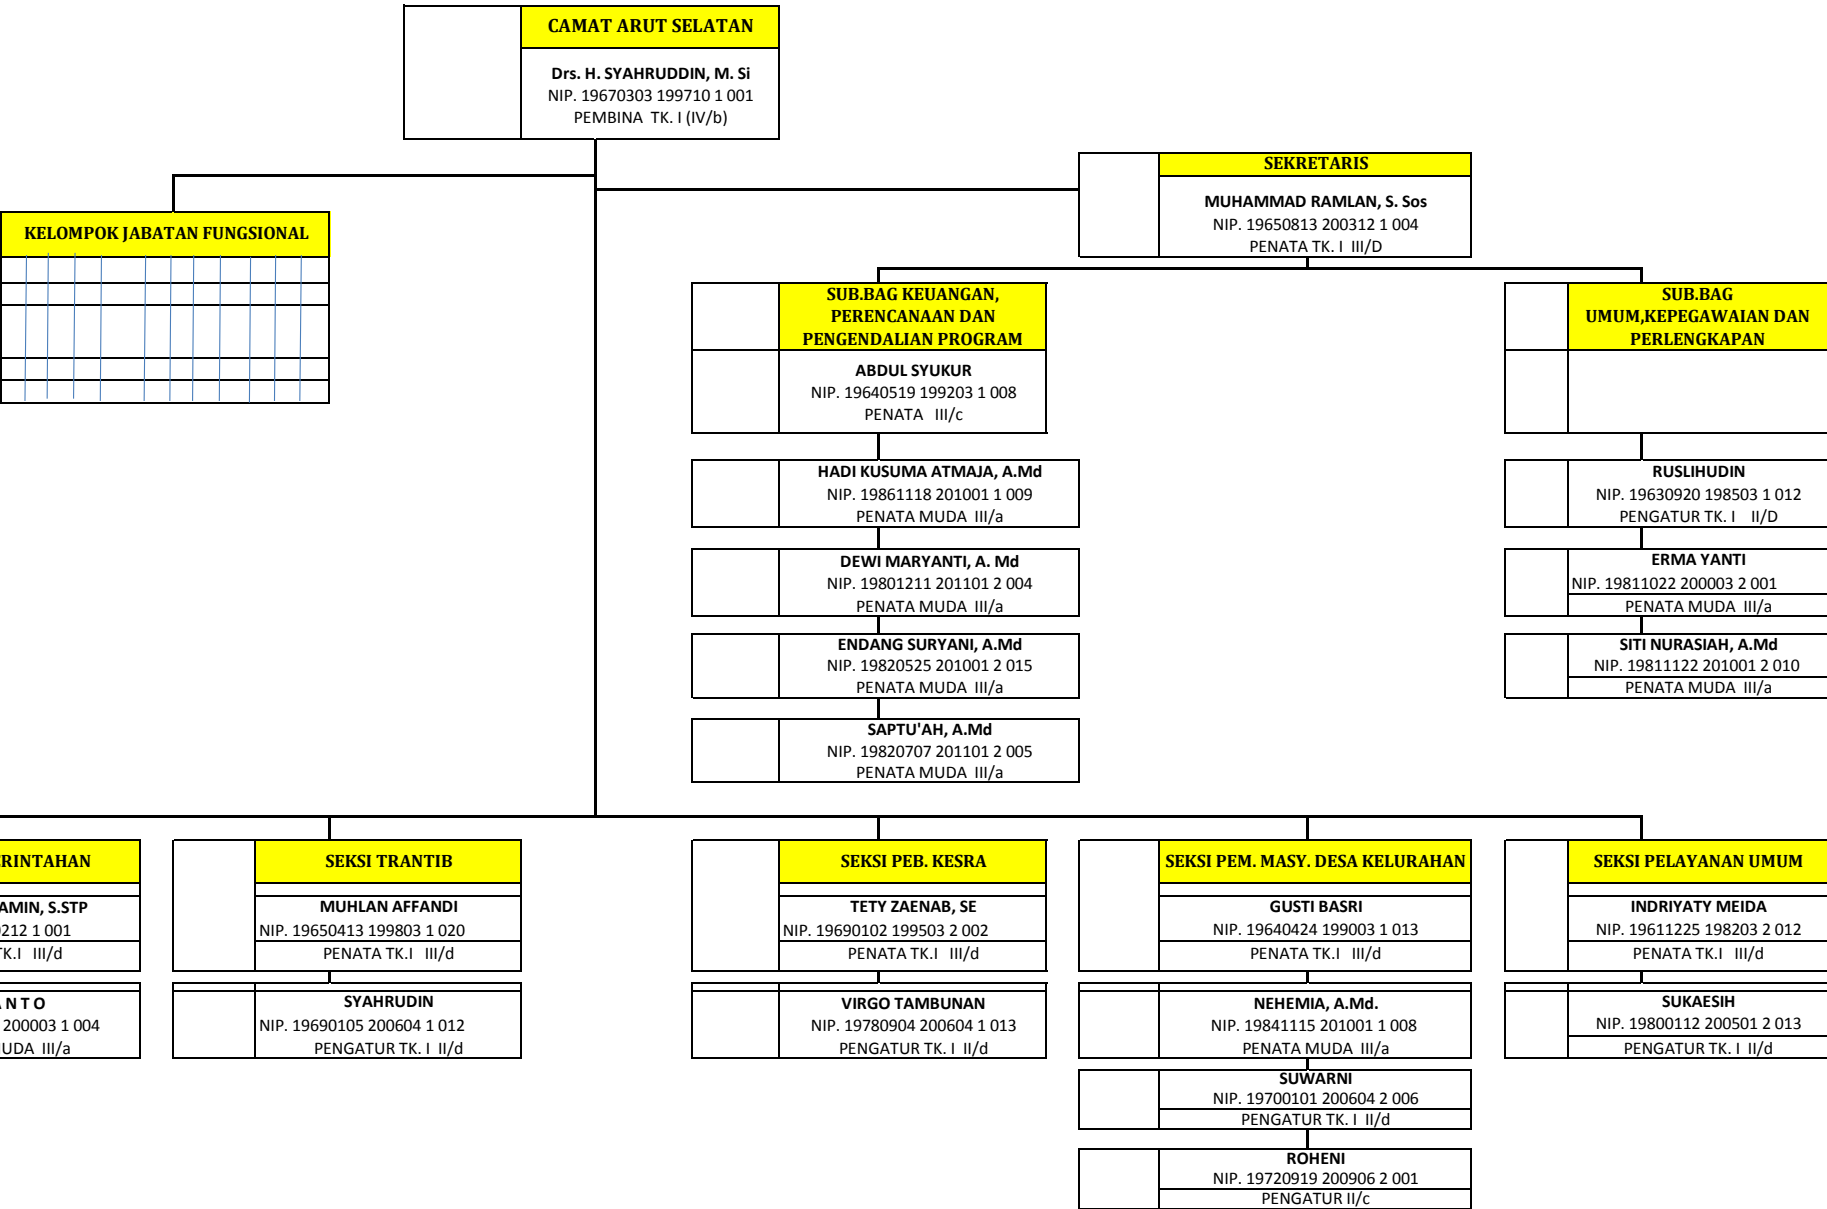 CAMAT ARUT SELATAN
Drs. H. SYAHRUDDIN, M. Si
NIP. 19670303 199710 1 001
PEMBINA TK. I (IV/b)
SEKRETARIS
MUHAMMAD RAMLAN, S. Sos
NIP. 19650813 200312 1 004
PENATA TK. I III/D
KELOMPOK JABATAN FUNGSIONAL
SUB.BAG KEUANGAN,
PERENCANAAN DAN
PENGENDALIAN PROGRAM
ABDUL SYUKUR
NIP. 19640519 199203 1 008
PENATA III/c
HADI KUSUMA ATMAJA, A.Md
NIP. 19861118 201001 1 009
PENATA MUDA III/a
DEWI MARYANTI, A. Md
NIP. 19801211 201101 2 004
PENATA MUDA III/a
ENDANG SURYANI, A.Md
NIP. 19820525 201001 2 015
PENATA MUDA III/a
SAPTU'AH, A.Md
NIP. 19820707 201101 2 005
PENATA MUDA III/a
SUB.BAG
UMUM,KEPEGAWAIAN DAN
PERLENGKAPAN
RUSLIHUDIN
NIP. 19630920 198503 1 012
PENGATUR TK. I II/D
ERMA YANTI
NIP. 19811022 200003 2 001
PENATA MUDA III/a
SITI NURASIAH, A.Md
NIP. 19811122 201001 2 010
PENATA MUDA III/a
RINTAHAN
AMIN, S.STP
212 1 001
K.I III/d
N T O
200003 1 004
UDA III/a
SEKSI TRANTIB
MUHLAN AFFANDI
NIP. 19650413 199803 1 020
PENATA TK.I III/d
SYAHRUDIN
NIP. 19690105 200604 1 012
PENGATUR TK. I II/d
SEKSI PEB. KESRA
TETY ZAENAB, SE
NIP. 19690102 199503 2 002
PENATA TK.I III/d
VIRGO TAMBUNAN
NIP. 19780904 200604 1 013
PENGATUR TK. I II/d
SEKSI PEM. MASY. DESA KELURAHAN
GUSTI BASRI
NIP. 19640424 199003 1 013
PENATA TK.I III/d
NEHEMIA, A.Md.
NIP. 19841115 201001 1 008
PENATA MUDA III/a
SUWARNI
NIP. 19700101 200604 2 006
PENGATUR TK. I II/d
ROHENI
NIP. 19720919 200906 2 001
PENGATUR II/c
SEKSI PELAYANAN UMUM
INDRIYATY MEIDA
NIP. 19611225 198203 2 012
PENATA TK.I III/d
SUKAESIH
NIP. 19800112 200501 2 013
PENGATUR TK. I II/d